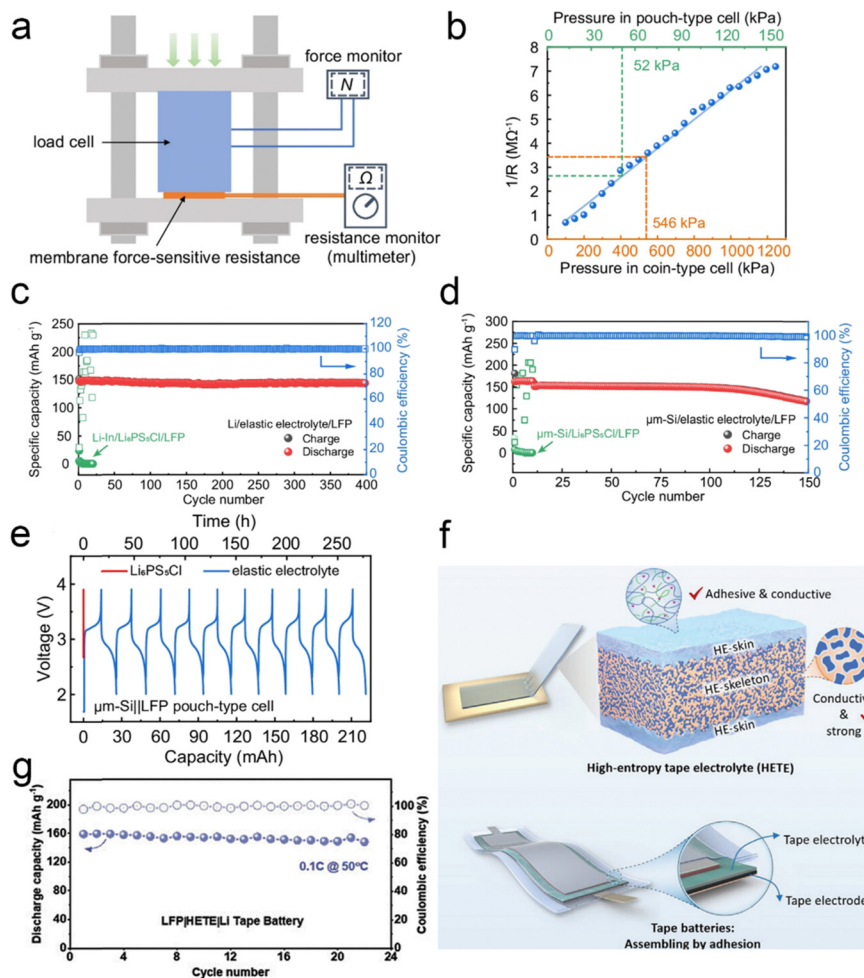 a
force monitor
N
load cell
Ω
resistance monitor
(multimeter)
membrane force-sensitive resistance
b
Pressure in pouch-type cell (kPa)
0 30 60 90 120 150
8
7
6
5
4
3
2
1
0
1/R (MΩ⁻¹)
52 kPa
546 kPa
0 200 400 600 800 1000 1200
Pressure in coin-type cell (kPa)
c
Specific capacity (mAh g⁻¹)
250
200
150
100
50
0
120
100
80
60
40
20
0
Coulombic efficiency (%)
Li-In/Li₆PS₅Cl/LFP
Li/elastic electrolyte/LFP
Charge
Discharge
0 50 100 150 200 250 300 350 400
Cycle number
d
Specific capacity (mAh g⁻¹)
300
250
200
150
100
50
0
100
80
60
40
20
0
Coulombic efficiency (%)
μm-Si/elastic electrolyte/LFP
Charge
Discharge
μm-Si/Li₆PS₅Cl/LFP
0 25 50 75 100 125 150
Cycle number
e
Time (h)
0 50 100 150 200 250
Li₆PS₅Cl
elastic electrolyte
Voltage (V)
4
3
2
μm-Si||LFP pouch-type cell
0 30 60 90 120 150 180 210
Capacity (mAh)
f
Adhesive & conductive
HE-skin
HE-skeleton
HE-skin
Conductive
&
strong
High-entropy tape electrolyte (HETE)
Tape electrolyt
Tape electrode
Tape batteries:
Assembling by adhesion
g
Discharge capacity (mAh g⁻¹)
200
160
120
80
40
0
100
80
60
40
20
0
Coulombic efficiency (%)
0.1C @ 50°C
LFP|HETE|Li Tape Battery
0 4 8 12 16 20 24
Cycle number